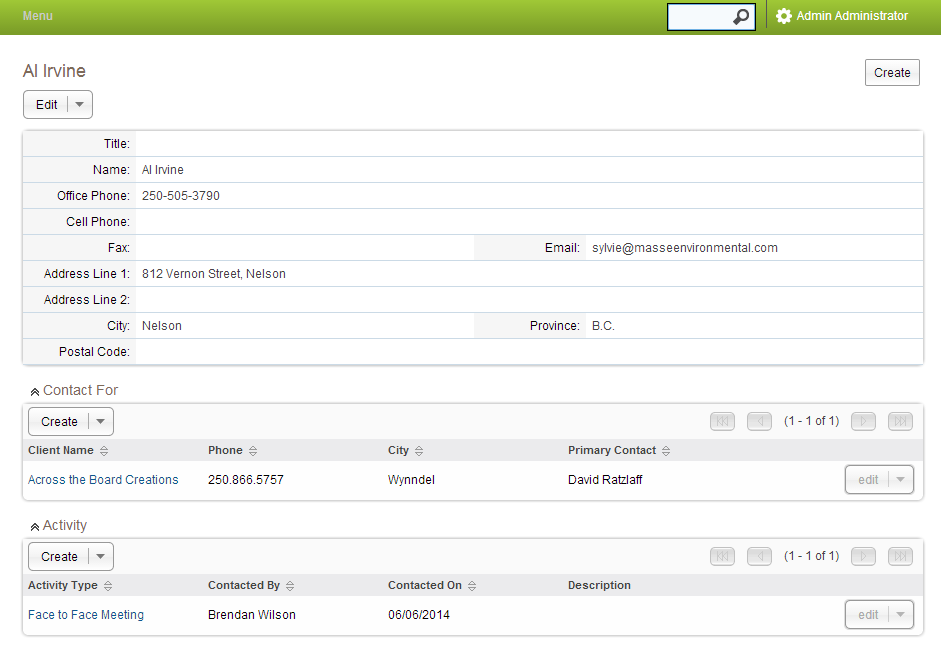 Menu Admin Administrator
Al Irvine
Create
Edit
Title:
Name: Al Irvine
Office Phone: 250-505-3790
Cell Phone:
Fax: Email: sylvie@masseenvironmental.com
Address Line 1: 812 Vernon Street, Nelson
Address Line 2:
City: Nelson Province: B.C.
Postal Code:
Contact For
Create (1 - 1 of 1)
Client Name Phone City Primary Contact
Across the Board Creations 250.866.5757 Wynndel David Ratzlaff edit
Activity
Create (1 - 1 of 1)
Activity Type Contacted By Contacted On Description
Face to Face Meeting Brendan Wilson 06/06/2014 edit